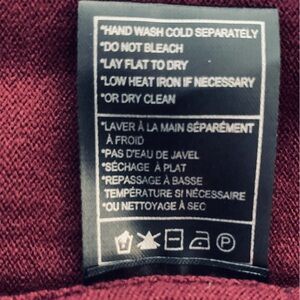 *HAND WASH COLD SEPARATELY
*DO NOT BLEACH
*LAY FLAT TO DRY
*LOW HEAT IRON IF NECESSARY
*OR DRY CLEAN
*LAVER À LA MAIN SÉPARÉMENT
À FROID
*PAS D'EAU DE JAVEL
*SÉCHAGE À PLAT
*REPASSAGE À BASSE
TEMPÉRATURE SI NÉCESSAIRE
*OU NETTOYAGE À SEC
P